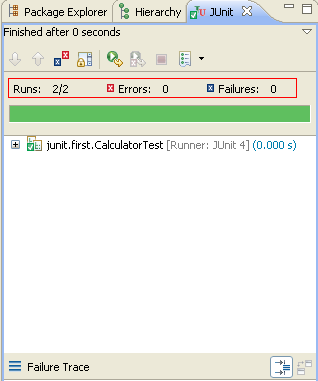 Package Explorer Hierarchy JUnit
Finished after 0 seconds
Runs: 2/2 Errors: 0 Failures: 0
junit.first.CalculatorTest [Runner: JUnit 4] (0.000 s)
Failure Trace